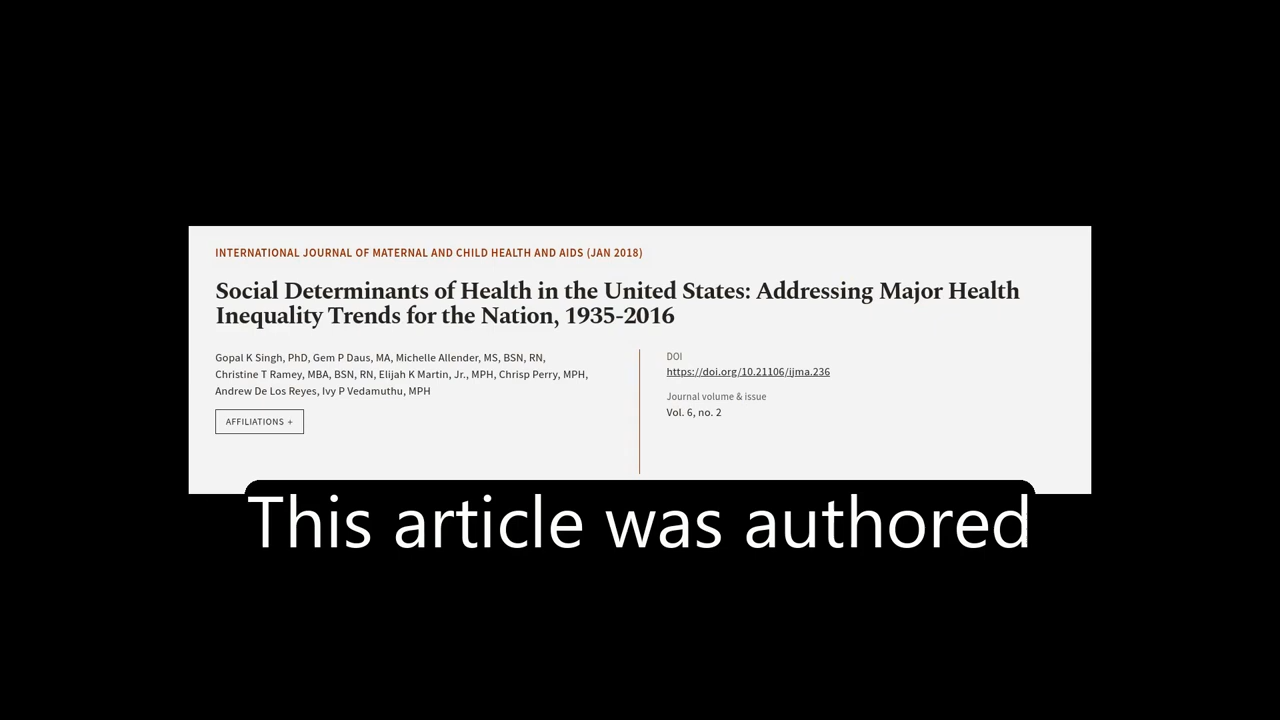 INTERNATIONAL JOURNAL OF MATERNAL AND CHILD HEALTH AND AIDS (JAN 2018)
Social Determinants of Health in the United States: Addressing Major Health
Inequality Trends for the Nation, 1935-2016
Gopal K Singh, PhD, Gem P Daus, MA, Michelle Allender, MS, BSN, RN,
Christine T Ramey, MBA, BSN, RN, Elijah K Martin, Jr., MPH, Chrisp Perry, MPH,
Andrew De Los Reyes, Ivy P Vedamuthu, MPH
AFFILIATIONS +
DOI
https://doi.org/10.21106/ijma.236
Journal volume & issue
Vol. 6, no. 2
This article was authored